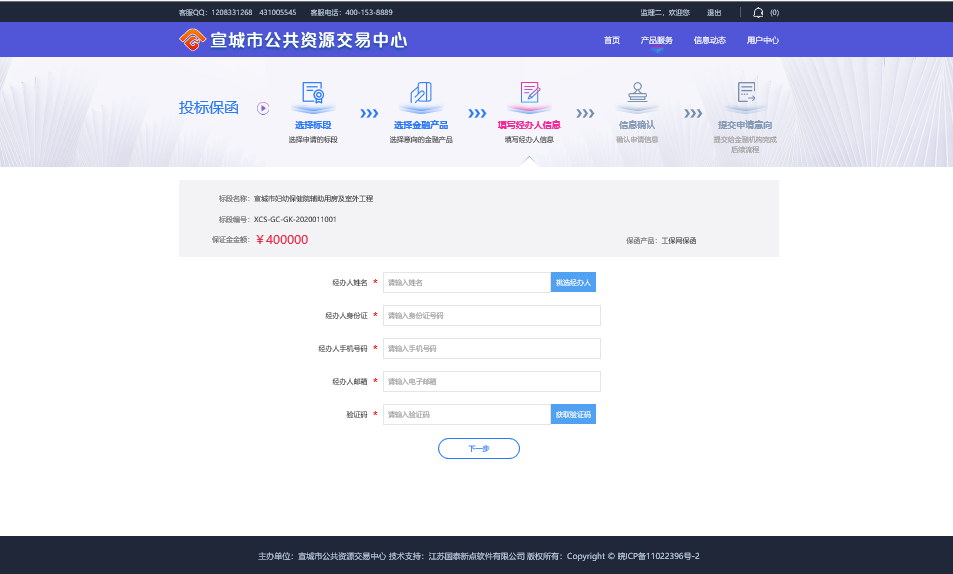 客服QQ：1208331268 431005545 客服电话：400-153-8889 监理二，欢迎您 退出 (0)
宣城市公共资源交易中心 首页 产品服务 信息动态 用户中心
投标保函
选择标段 选择金融产品 填写经办人信息 信息确认 提交申请意向
选择申请的标段 选择意向的金融产品 填写经办人信息 确认申请信息 提交给金融机构完成
后续流程
标段名称：宣城市妇幼保健院辅助用房及室外工程
标段编号：XCS-GC-GK-2020011001
保证金金额：￥400000 保函产品：工保网保函
经办人姓名 * 请输入姓名 挑选经办人
经办人身份证 * 请输入身份证号码
经办人手机号码 * 请输入手机号码
经办人邮箱 * 请输入电子邮箱
验证码 * 请输入验证码 获取验证码
下一步
主办单位：宣城市公共资源交易中心 技术支持：江苏国泰新点软件有限公司 版权所有：Copyright © 皖ICP备11022396号-2